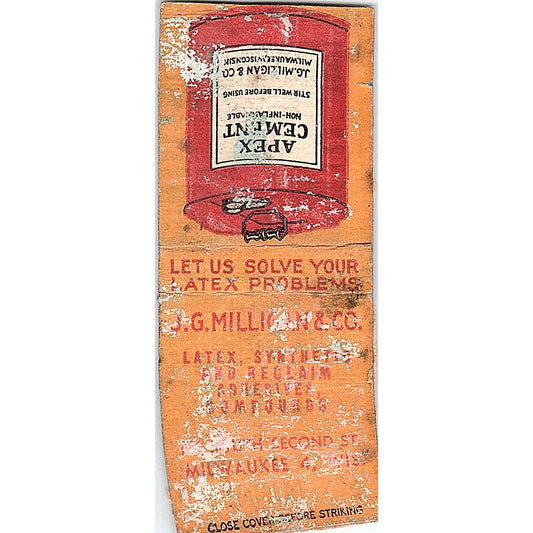 APEX
CEMENT
NON-INFLAMMABLE
STIR WELL BEFORE USING
J.G. MILLIGAN & CO.
MILWAUKEE, WISCONSIN
LET US SOLVE YOUR
LATEX PROBLEMS
J.G. MILLIGAN & CO.
LATEX, SYNTHETIC
AND RECLAIM
ADHESIVES
COMPOUNDS
SECOND ST.
MILWAUKEE 4, WIS.
CLOSE COVER BEFORE STRIKING